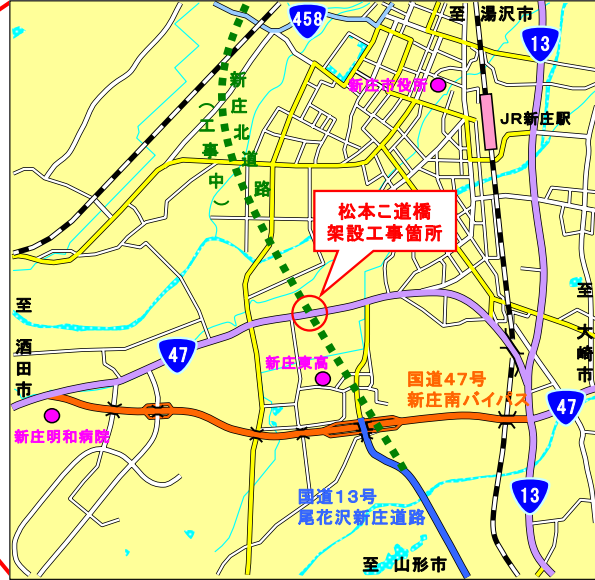 458
至 湯沢市
13
新庄市役所
JR新庄駅
新庄北道路
（工事中）
松本こ道橋
架設工事箇所
至 酒田市
至 大崎市
47
新庄東高
国道47号
新庄南バイパス
47
新庄明和病院
13
国道13号
尾花沢新庄道路
至 山形市